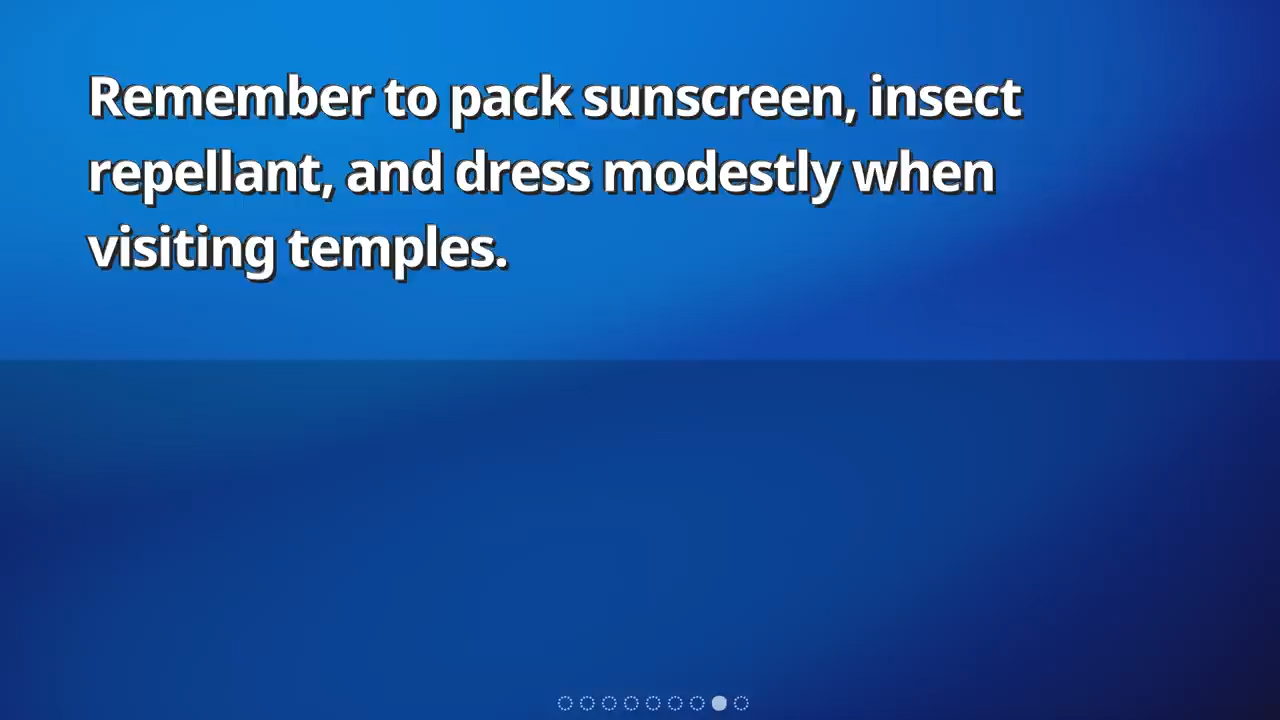 Remember to pack sunscreen, insect
repellant, and dress modestly when
visiting temples.